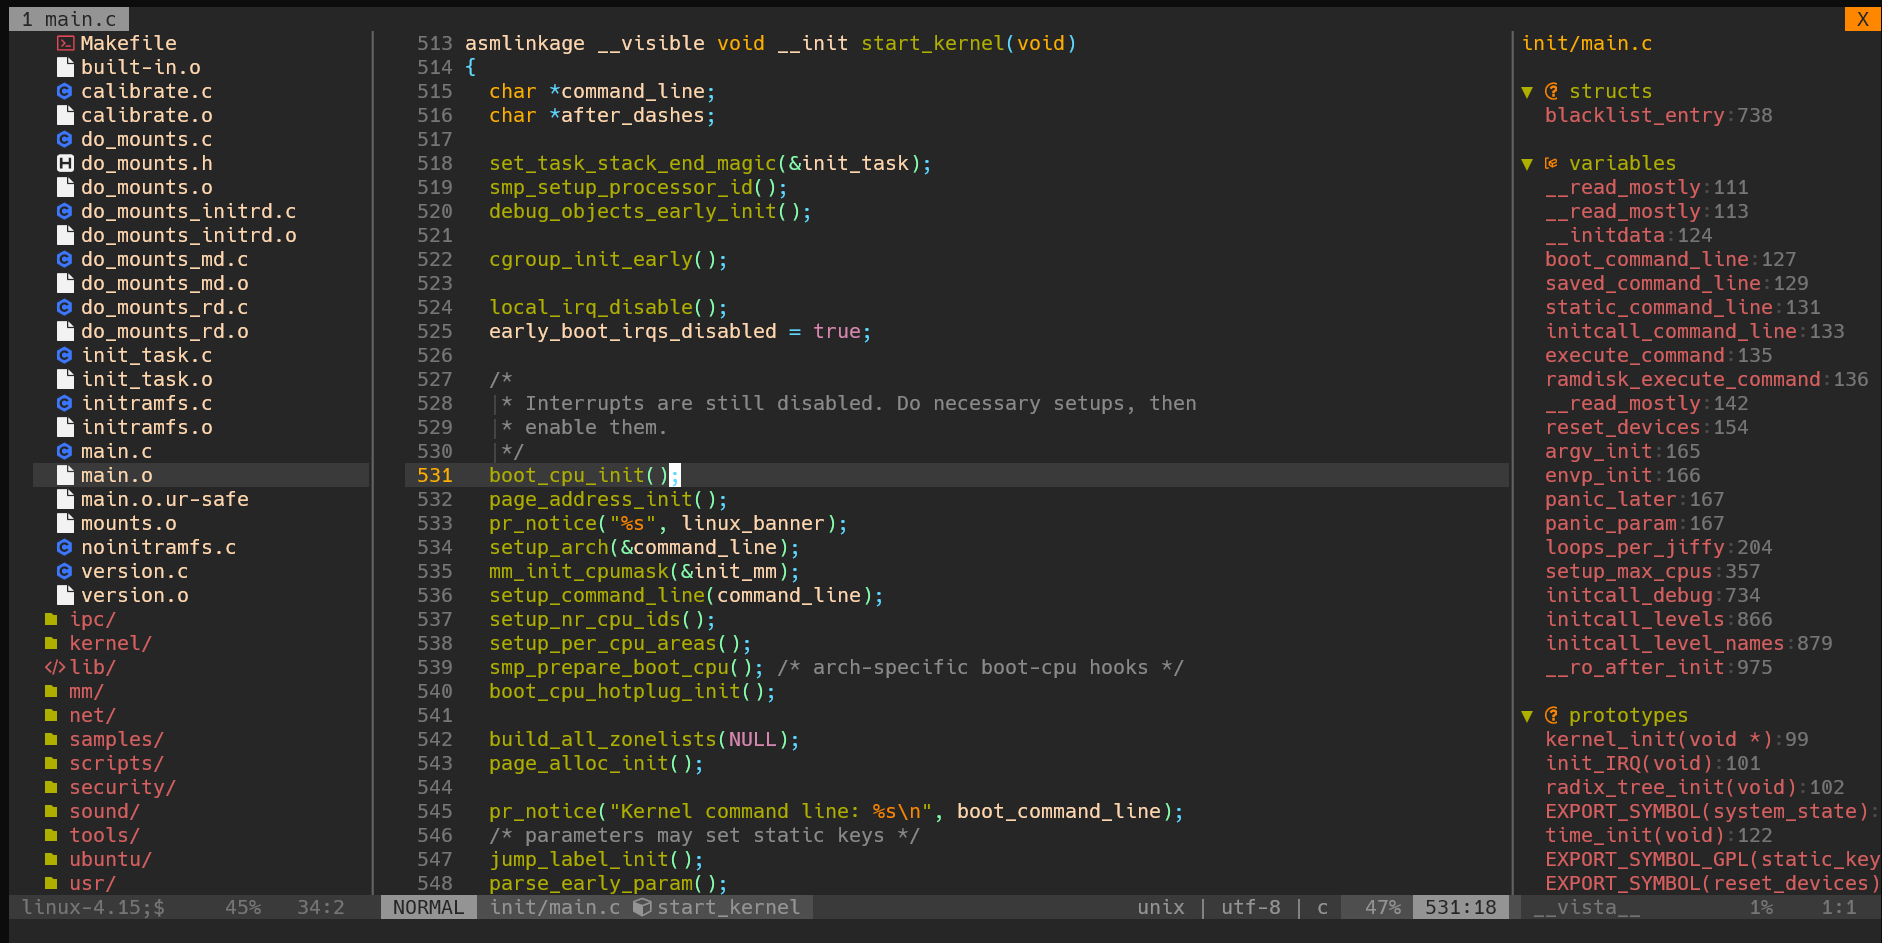 1 main.c
X
Makefile
built-in.o
calibrate.c
calibrate.o
do_mounts.c
do_mounts.h
do_mounts.o
do_mounts_initrd.c
do_mounts_initrd.o
do_mounts_md.c
do_mounts_md.o
do_mounts_rd.c
do_mounts_rd.o
init_task.c
init_task.o
initramfs.c
initramfs.o
main.c
main.o
main.o.ur-safe
mounts.o
noinitramfs.c
version.c
version.o
ipc/
kernel/
lib/
mm/
net/
samples/
scripts/
security/
sound/
tools/
ubuntu/
usr/
linux-4.15;$ 45% 34:2
513 asmlinkage __visible void __init start_kernel(void)
514 {
515   char *command_line;
516   char *after_dashes;
517
518   set_task_stack_end_magic(&init_task);
519   smp_setup_processor_id();
520   debug_objects_early_init();
521
522   cgroup_init_early();
523
524   local_irq_disable();
525   early_boot_irqs_disabled = true;
526
527   /*
528   |* Interrupts are still disabled. Do necessary setups, then
529   |* enable them.
530   |*/
531   boot_cpu_init();
532   page_address_init();
533   pr_notice("%s", linux_banner);
534   setup_arch(&command_line);
535   mm_init_cpumask(&init_mm);
536   setup_command_line(command_line);
537   setup_nr_cpu_ids();
538   setup_per_cpu_areas();
539   smp_prepare_boot_cpu(); /* arch-specific boot-cpu hooks */
540   boot_cpu_hotplug_init();
541
542   build_all_zonelists(NULL);
543   page_alloc_init();
544
545   pr_notice("Kernel command line: %s\n", boot_command_line);
546   /* parameters may set static keys */
547   jump_label_init();
548   parse_early_param();
NORMAL init/main.c start_kernel unix | utf-8 | c 47% 531:18
init/main.c
▼ structs
blacklist_entry:738
▼ variables
__read_mostly:111
__read_mostly:113
__initdata:124
boot_command_line:127
saved_command_line:129
static_command_line:131
initcall_command_line:133
execute_command:135
ramdisk_execute_command:136
__read_mostly:142
reset_devices:154
argv_init:165
envp_init:166
panic_later:167
panic_param:167
loops_per_jiffy:204
setup_max_cpus:357
initcall_debug:734
initcall_levels:866
initcall_level_names:879
__ro_after_init:975
▼ prototypes
kernel_init(void *):99
init_IRQ(void):101
radix_tree_init(void):102
EXPORT_SYMBOL(system_state):
time_init(void):122
EXPORT_SYMBOL_GPL(static_key
EXPORT_SYMBOL(reset_devices)
__vista__ 1% 1:1